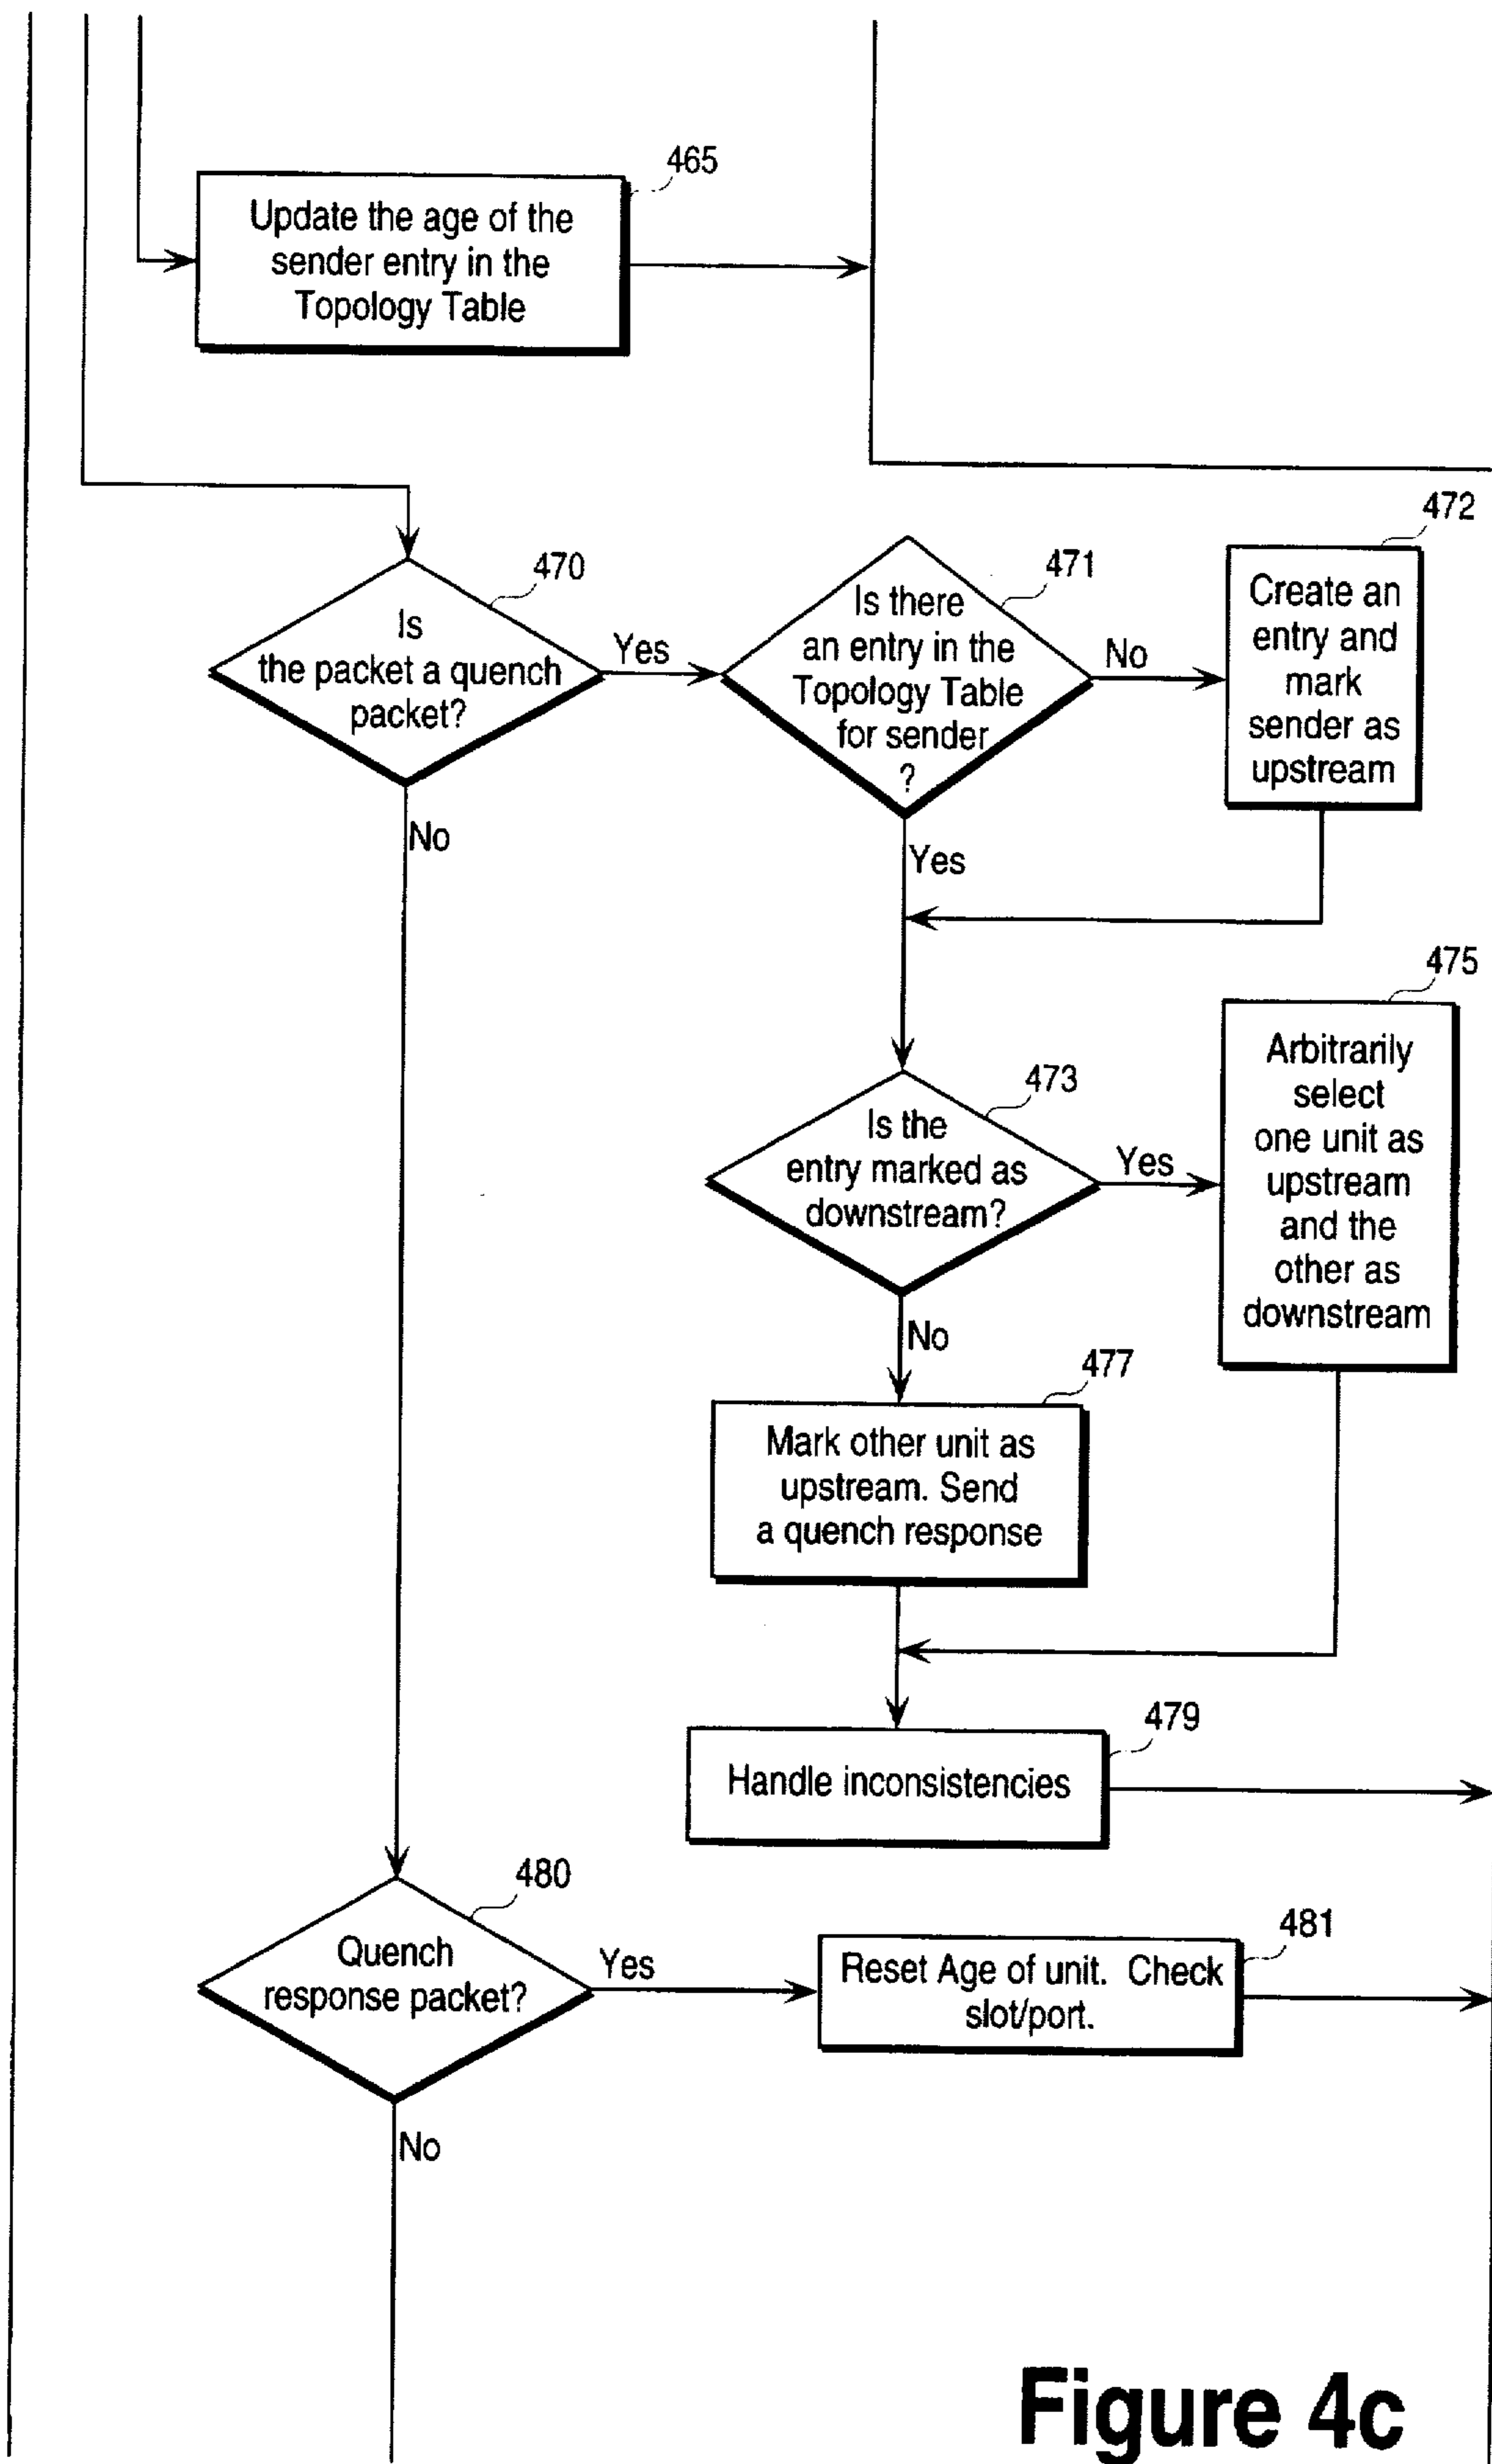 465
Update the age of the
sender entry in the
Topology Table
470
Is
the packet a quench
packet?
Yes
No
471
Is there
an entry in the
Topology Table
for sender
?
No
Yes
472
Create an
entry and
mark
sender as
upstream
473
Is the
entry marked as
downstream?
Yes
No
475
Arbitrarily
select
one unit as
upstream
and the
other as
downstream
477
Mark other unit as
upstream. Send
a quench response
479
Handle inconsistencies
480
Quench
response packet?
Yes
No
481
Reset Age of unit. Check
slot/port.
Figure 4c